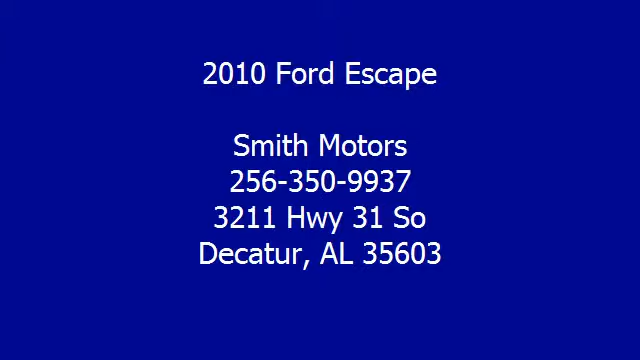 2010 Ford Escape
Smith Motors
256-350-9937
3211 Hwy 31 So
Decatur, AL 35603